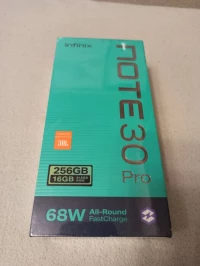 Infinix
NOTE 30
Pro
JBL
256GB
16GB
68W
All-Round
FastCharge